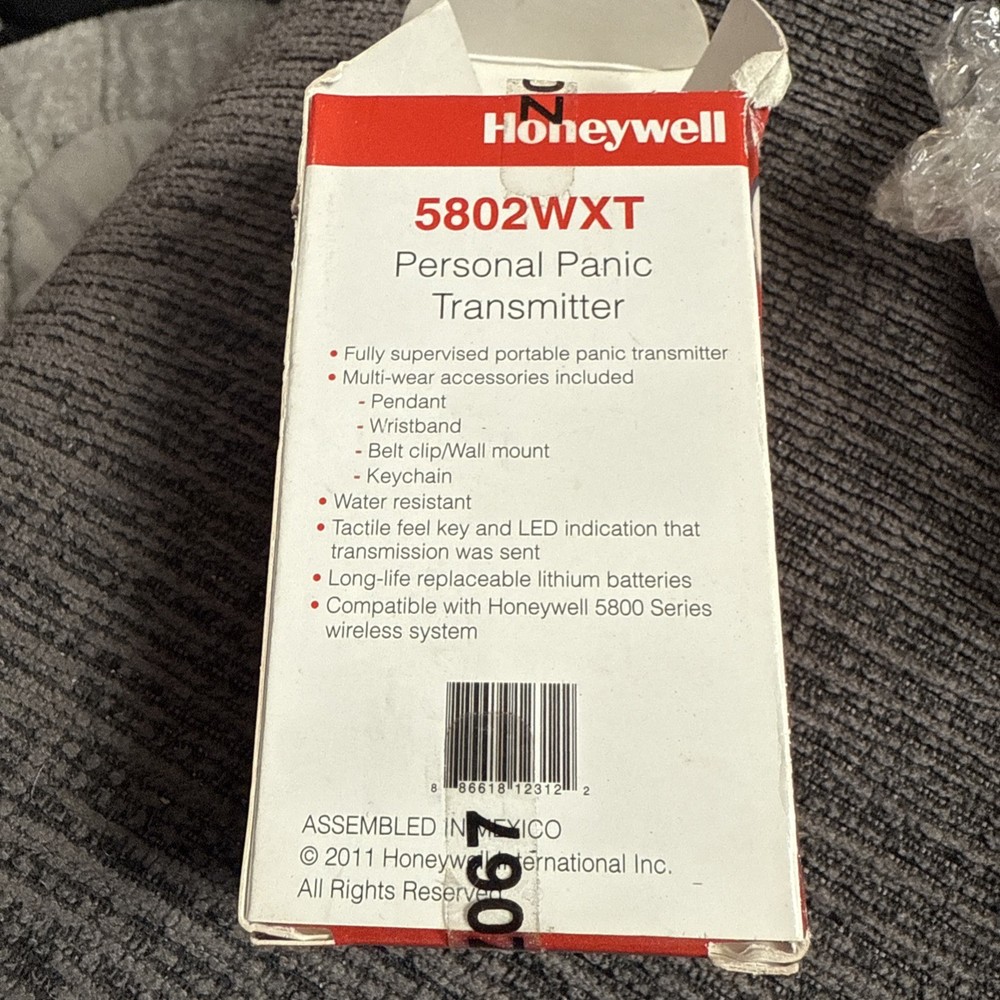 Honeywell
5802WXT
Personal Panic
Transmitter
• Fully supervised portable panic transmitter
• Multi-wear accessories included
- Pendant
- Wristband
- Belt clip/Wall mount
- Keychain
• Water resistant
• Tactile feel key and LED indication that
transmission was sent
• Long-life replaceable lithium batteries
• Compatible with Honeywell 5800 Series
wireless system
8 86618 12312 2
ASSEMBLED IN MEXICO
© 2011 Honeywell International Inc.
All Rights Reserved
7067